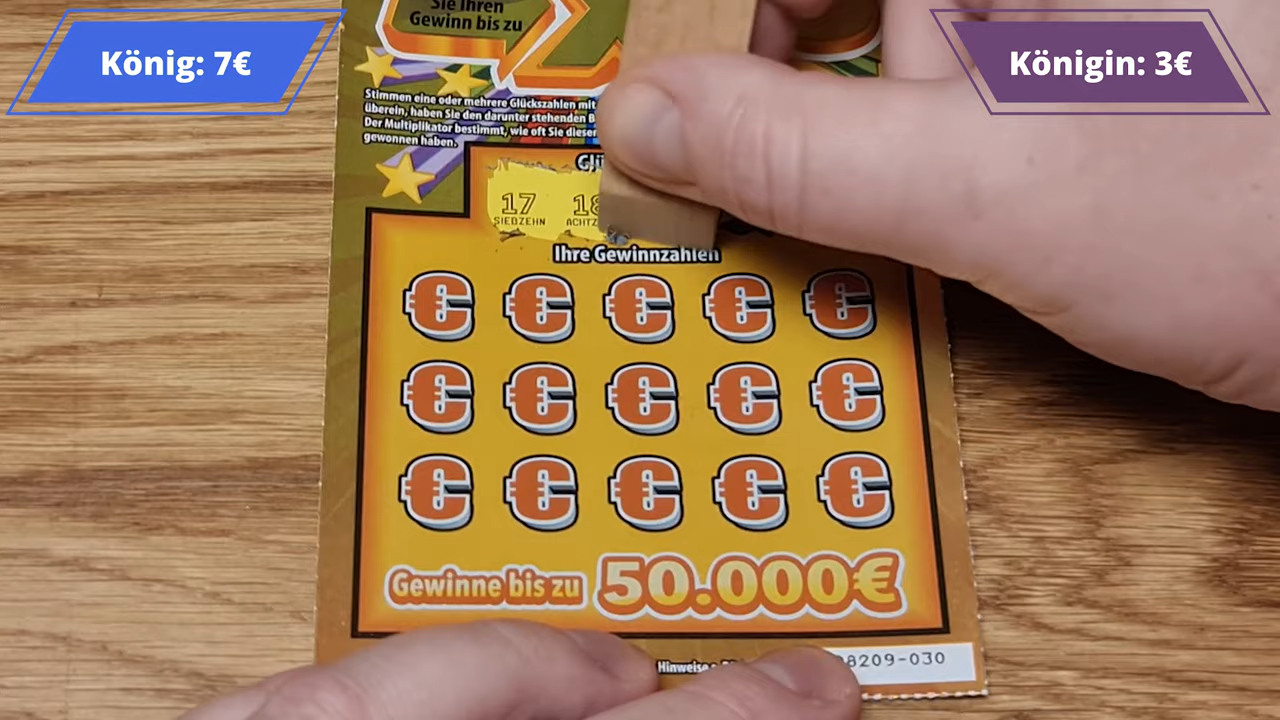 König: 7€
Königin: 3€
Sie Ihren
Gewinn bis zu
Stimmen eine oder mehrere Glückszahlen mit
überein, haben Sie den darunter stehenden
Der Multiplikator bestimmt, wie oft Sie
gewonnen haben.
17
SIEBZEHN
Ihre Gewinnzahlen
€ € € € €
€ € € € €
€ € € € €
Gewinne bis zu 50.000€
8209-030